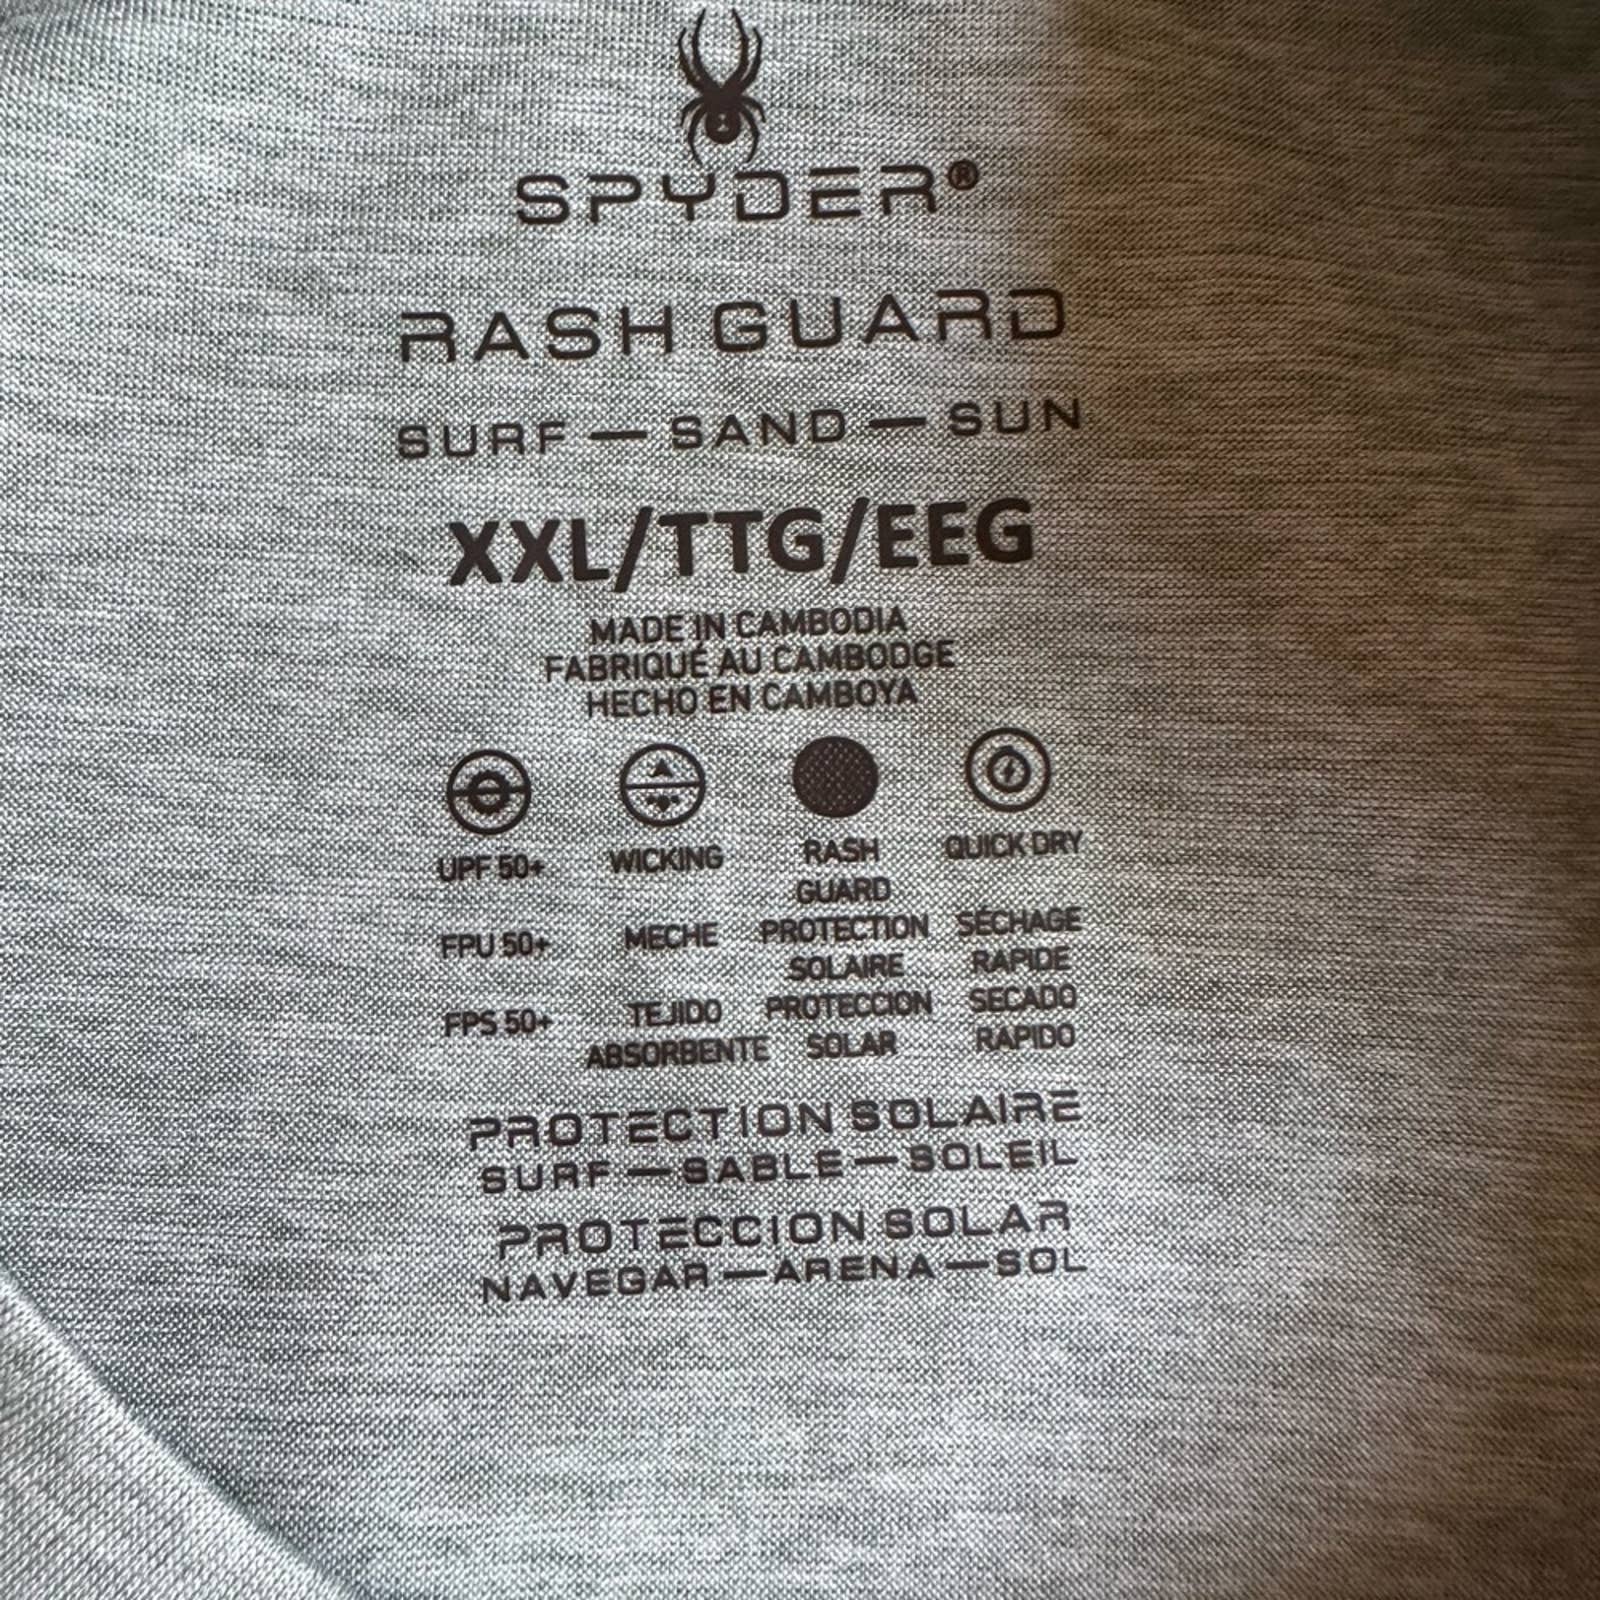 SPYDER®
RASH GUARD
SURF — SAND — SUN
XXL/TTG/EEG
MADE IN CAMBODIA
FABRIQUÉ AU CAMBODGE
HECHO EN CAMBOYA
UPF 50+ WICKING RASH GUARD QUICK DRY
FPU 50+ MECHE PROTECTION SOLAIRE SÉCHAGE RAPIDE
FPS 50+ TEJIDO ABSORBENTE PROTECCION SOLAR SECADO RÁPIDO
PROTECTION SOLAIRE
SURF — SABLE — SOLEIL
PROTECCION SOLAR
NAVEGAR — ARENA — SOL